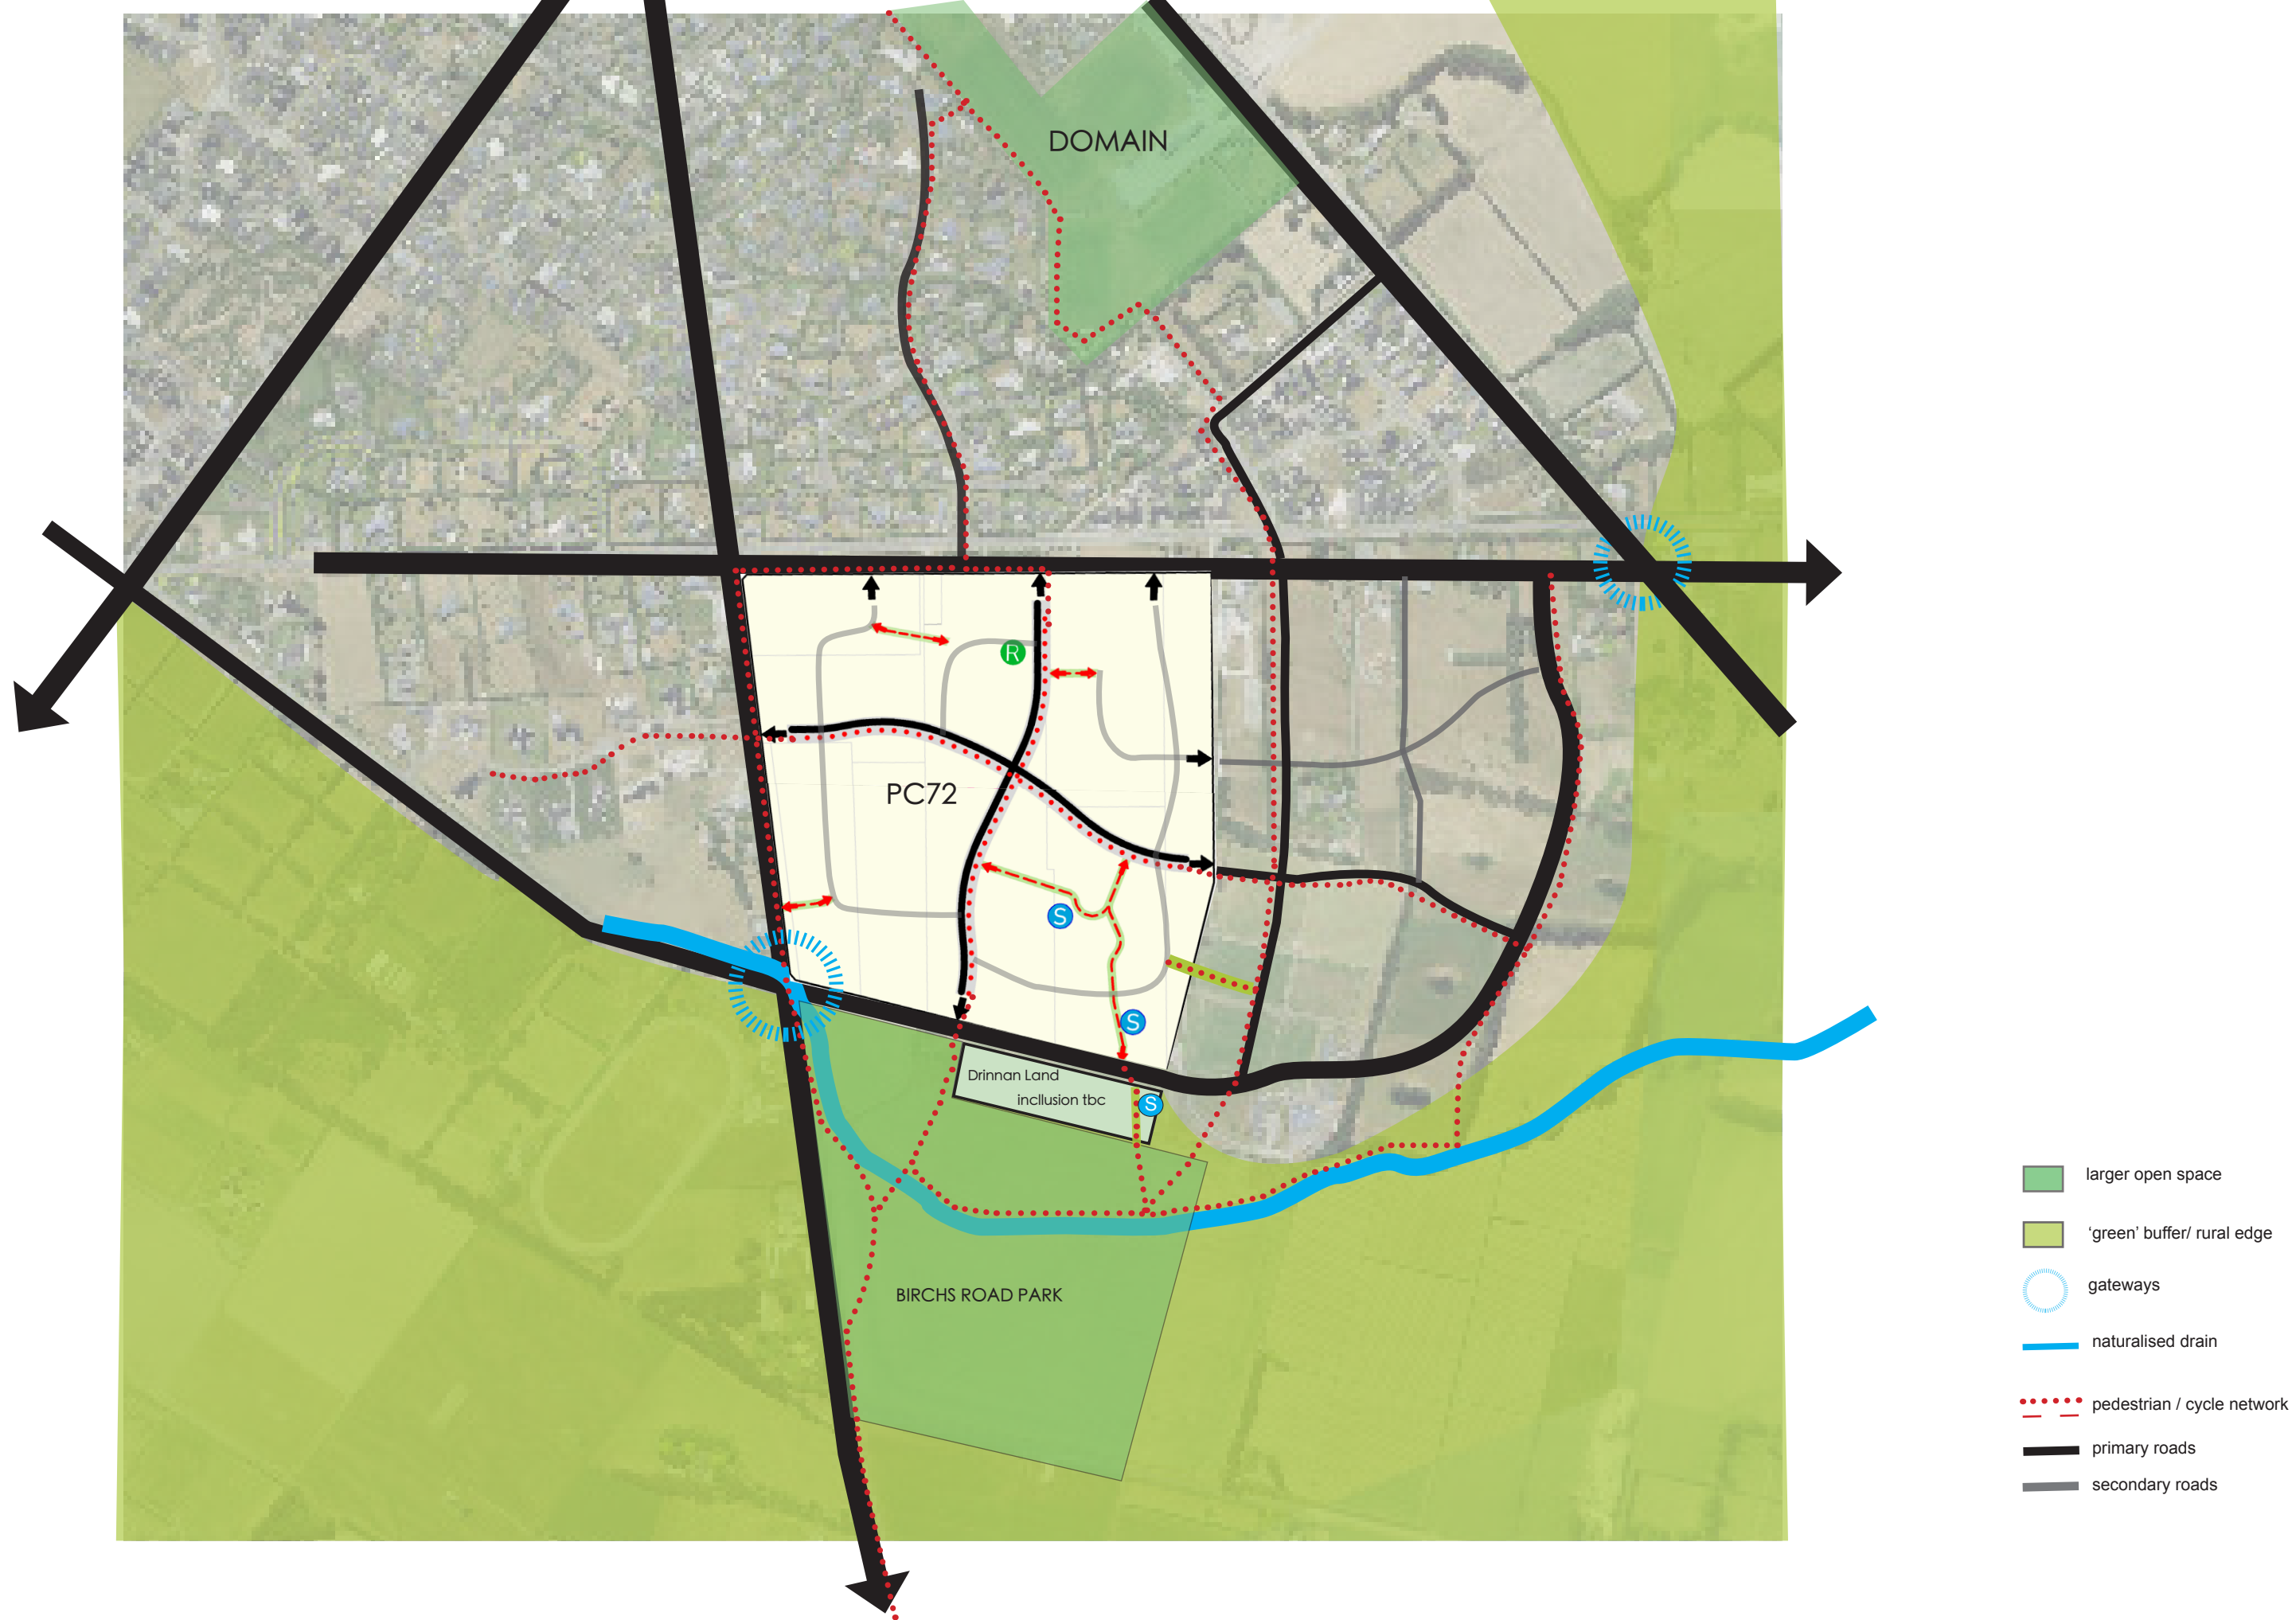 DOMAIN
R
PC72
S
S
Drinnan Land
incllusion tbc
S
BIRCHS ROAD PARK
larger open space
‘green’ buffer/ rural edge
gateways
naturalised drain
pedestrian / cycle network
primary roads
secondary roads